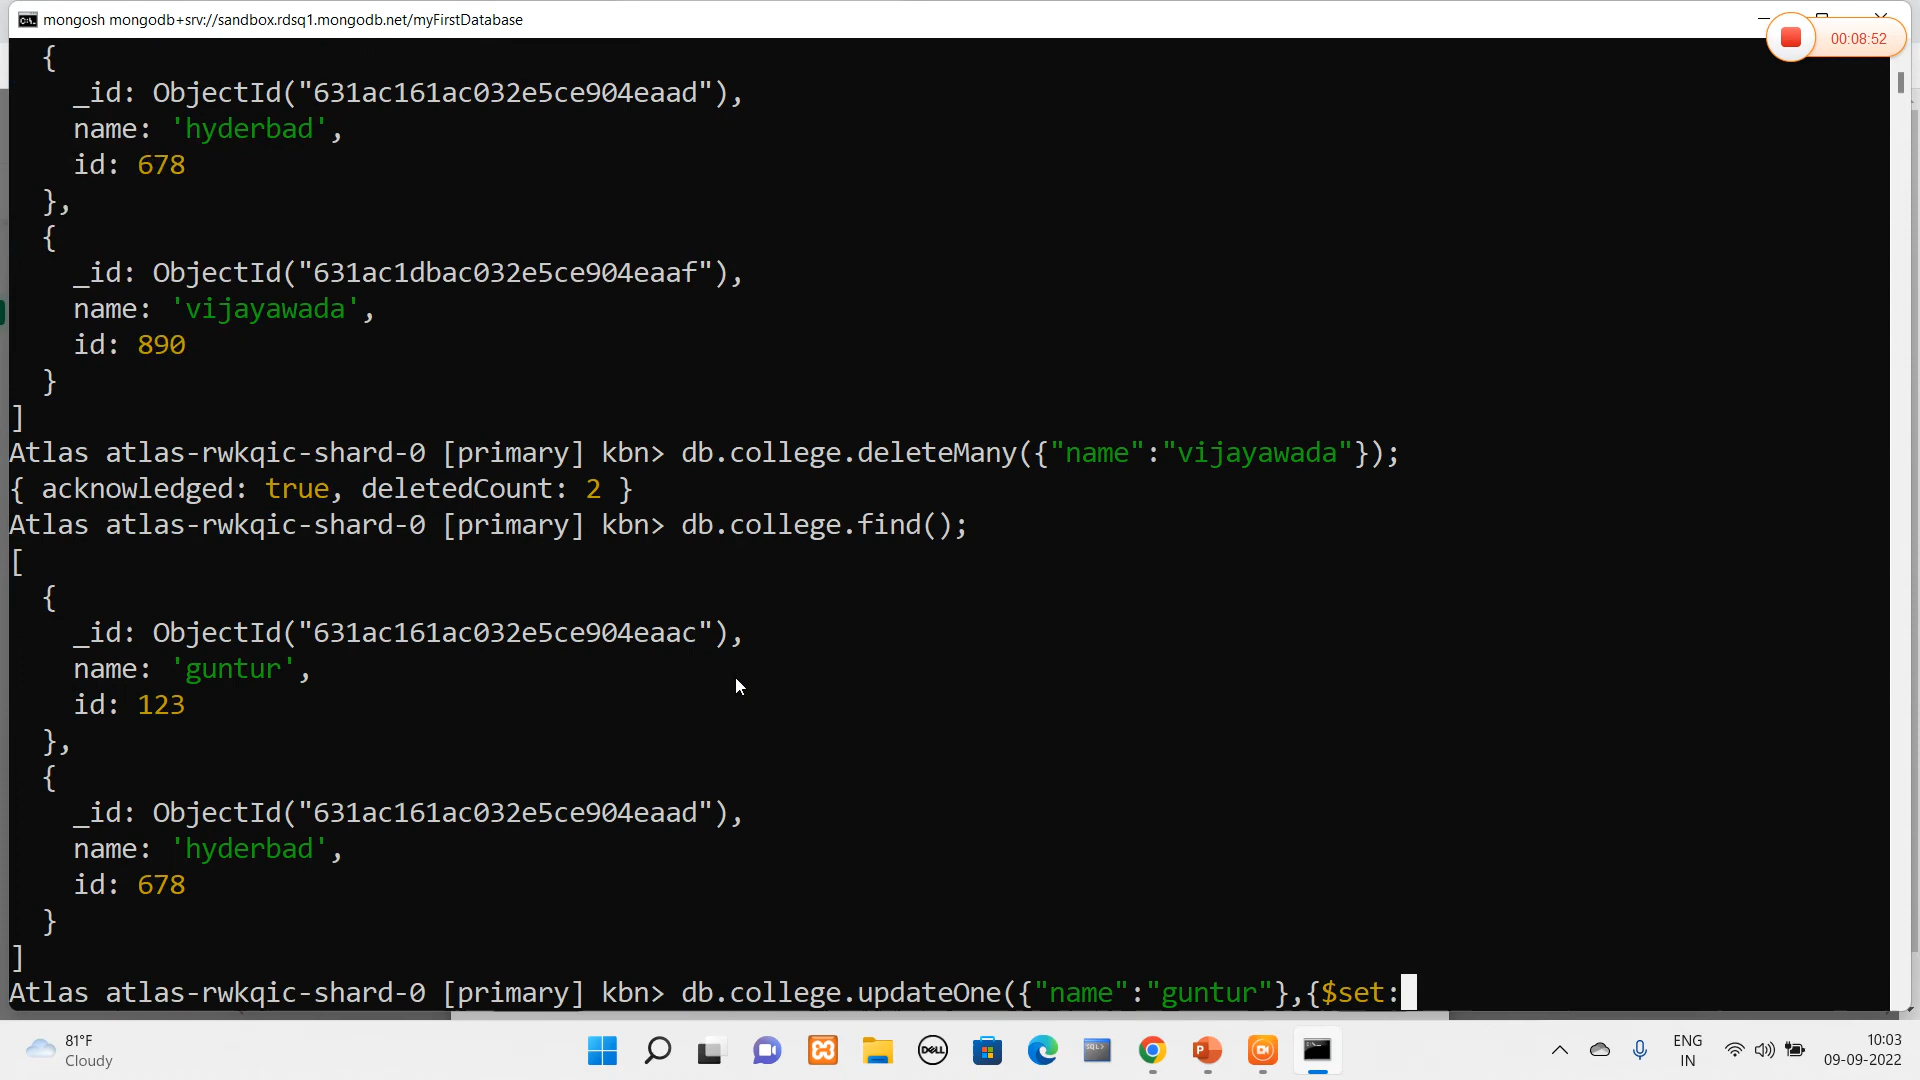 mongosh mongodb+srv://sandbox.rdsq1.mongodb.net/myFirstDatabase
00:08:52
{
_id: ObjectId("631ac161ac032e5ce904eaad"),
name: 'hyderbad',
id: 678
},
{
_id: ObjectId("631ac1dbac032e5ce904eaaf"),
name: 'vijayawada',
id: 890
}
]
Atlas atlas-rwkqic-shard-0 [primary] kbn> db.college.deleteMany({"name":"vijayawada"});
{ acknowledged: true, deletedCount: 2 }
Atlas atlas-rwkqic-shard-0 [primary] kbn> db.college.find();
[
{
_id: ObjectId("631ac161ac032e5ce904eaac"),
name: 'guntur',
id: 123
},
{
_id: ObjectId("631ac161ac032e5ce904eaad"),
name: 'hyderbad',
id: 678
}
]
Atlas atlas-rwkqic-shard-0 [primary] kbn> db.college.updateOne({"name":"guntur"},{$set:
81°F
Cloudy
DELL
SQL>
P
ENG
IN
10:03
09-09-2022